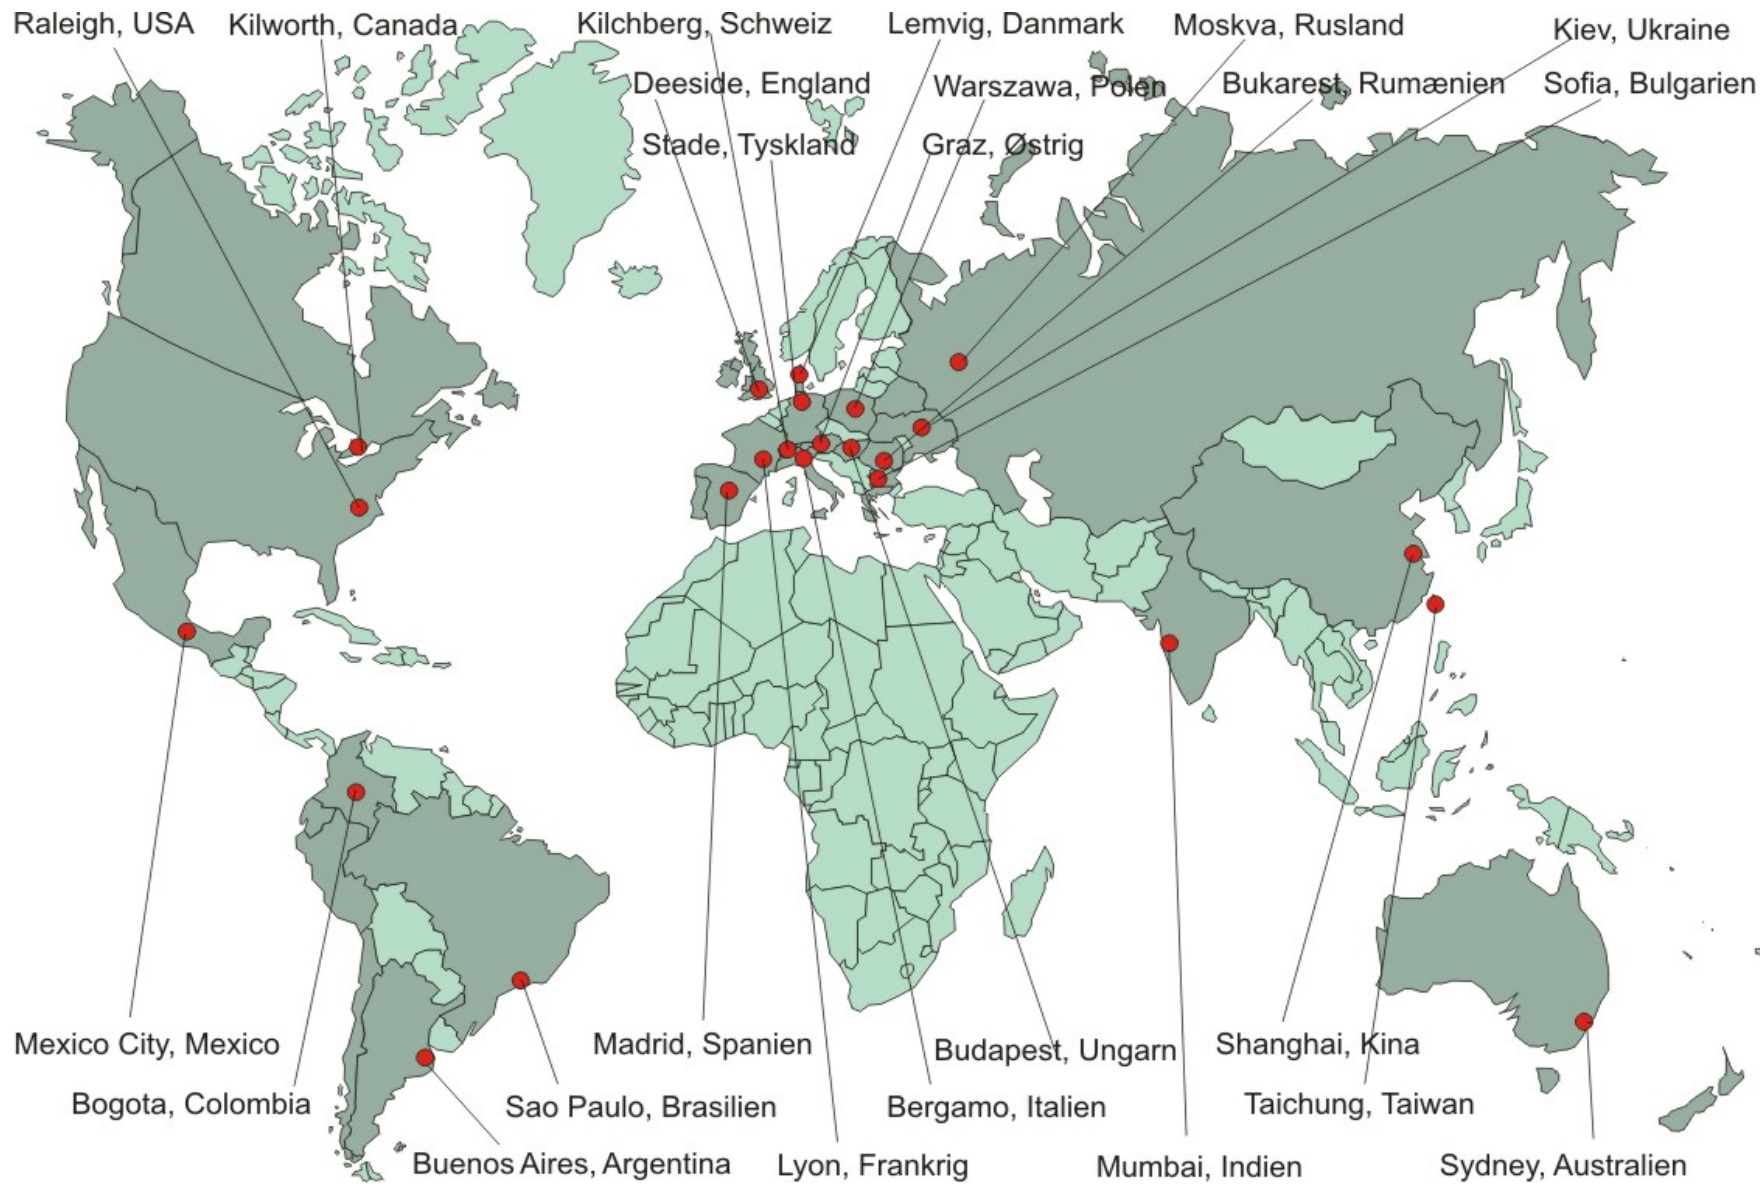 Raleigh, USA
Kilworth, Canada
Kilchberg, Schweiz
Lemvig, Danmark
Moskva, Rusland
Kiev, Ukraine
Deeside, England
Warszawa, Polen
Bukarest, Rumænien
Sofia, Bulgarien
Stade, Tyskland
Graz, Østrig
Mexico City, Mexico
Madrid, Spanien
Budapest, Ungarn
Shanghai, Kina
Bogota, Colombia
Sao Paulo, Brasilien
Bergamo, Italien
Taichung, Taiwan
Buenos Aires, Argentina
Lyon, Frankrig
Mumbai, Indien
Sydney, Australien